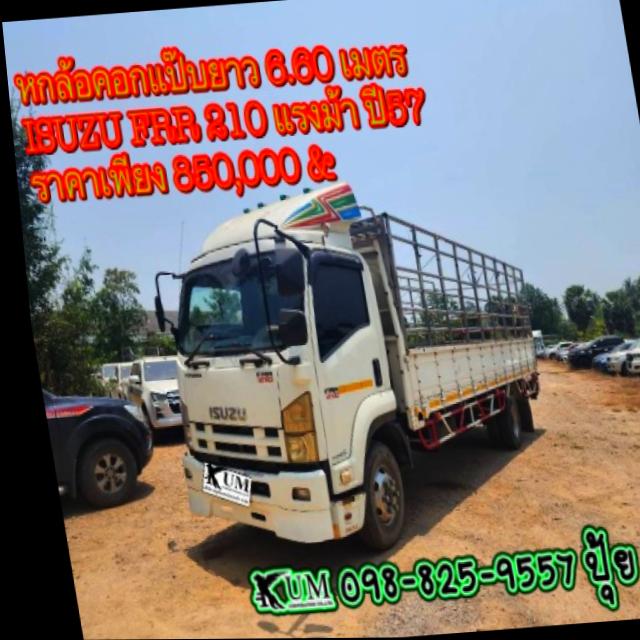 หกล้อคอกแป๊บยาว 6.60 เมตร
ISUZU FRR 210 แรงม้า ปี57
ราคาเพียง 850,000 &
ISUZU
KUM
KUM 098-825-9557 ปุ้ย